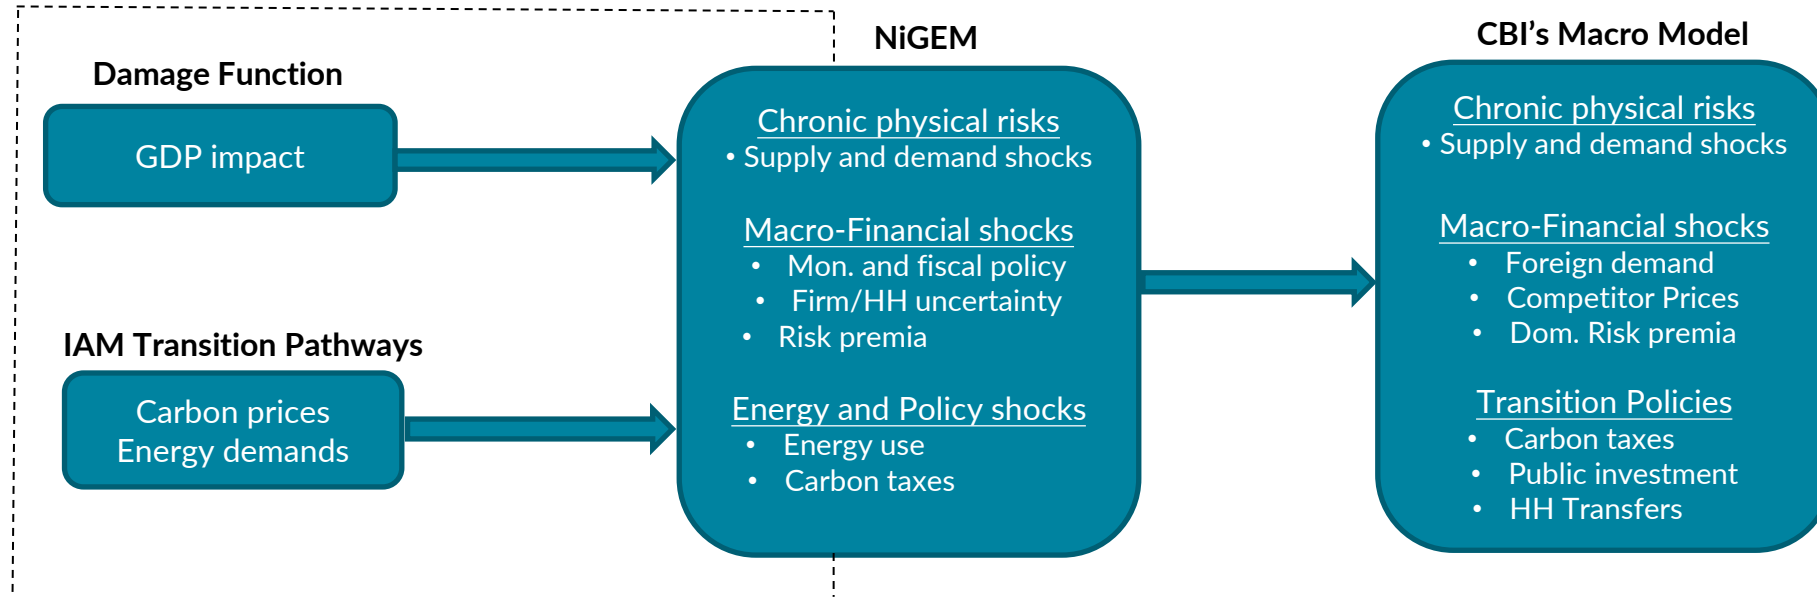 Damage Function
GDP impact
IAM Transition Pathways
Carbon prices
Energy demands
NiGEM
Chronic physical risks
• Supply and demand shocks
Macro-Financial shocks
• Mon. and fiscal policy
• Firm/HH uncertainty
• Risk premia
Energy and Policy shocks
• Energy use
• Carbon taxes
CBI’s Macro Model
Chronic physical risks
• Supply and demand shocks
Macro-Financial shocks
• Foreign demand
• Competitor Prices
• Dom. Risk premia
Transition Policies
• Carbon taxes
• Public investment
• HH Transfers